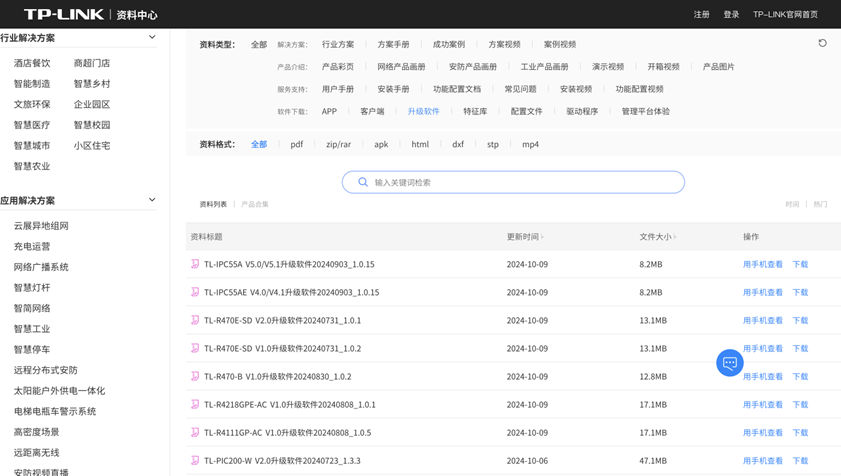 TP-LINK | 资料中心
注册 登录 TP-LINK官网首页
行业解决方案
酒店餐饮 商超门店
智能制造 智慧乡村
文旅环保 企业园区
智慧医疗 智慧校园
智慧城市 小区住宅
智慧农业
应用解决方案
云展异地组网
充电运营
网络广播系统
智慧灯杆
智简网络
智慧工业
智慧停车
远程分布式安防
太阳能户外供电一体化
电梯电瓶车警示系统
高密度场景
远距离无线
安防视频直播
资料类型： 全部 解决方案： 行业方案 方案手册 成功案例 方案视频 案例视频
产品介绍： 产品彩页 网络产品画册 安防产品画册 工业产品画册 演示视频 开箱视频 产品图片
服务支持： 用户手册 安装手册 功能配置文档 常见问题 安装视频 功能配置视频
软件下载： APP 客户端 升级软件 特征库 配置文件 驱动程序 管理平台体验
资料格式： 全部 pdf zip/rar apk html dxf stp mp4
输入关键词检索
资料列表 | 产品合集 时间 | 热门
资料标题 更新时间 文件大小 操作
TL-IPC55A V5.0/V5.1升级软件20240903_1.0.15 2024-10-09 8.2MB 用手机查看 下载
TL-IPC55AE V4.0/V4.1升级软件20240903_1.0.15 2024-10-09 8.2MB 用手机查看 下载
TL-R470E-SD V2.0升级软件20240731_1.0.1 2024-10-09 13.1MB 用手机查看 下载
TL-R470E-SD V1.0升级软件20240731_1.0.2 2024-10-09 13.1MB 用手机查看 下载
TL-R470-B V1.0升级软件20240830_1.0.2 2024-10-09 12.8MB 用手机查看 下载
TL-R4218GPE-AC V1.0升级软件20240808_1.0.1 2024-10-09 17.1MB 用手机查看 下载
TL-R4111GP-AC V1.0升级软件20240808_1.0.5 2024-10-09 17.1MB 用手机查看 下载
TL-PIC200-W V2.0升级软件20240723_1.3.3 2024-10-06 47.1MB 用手机查看 下载